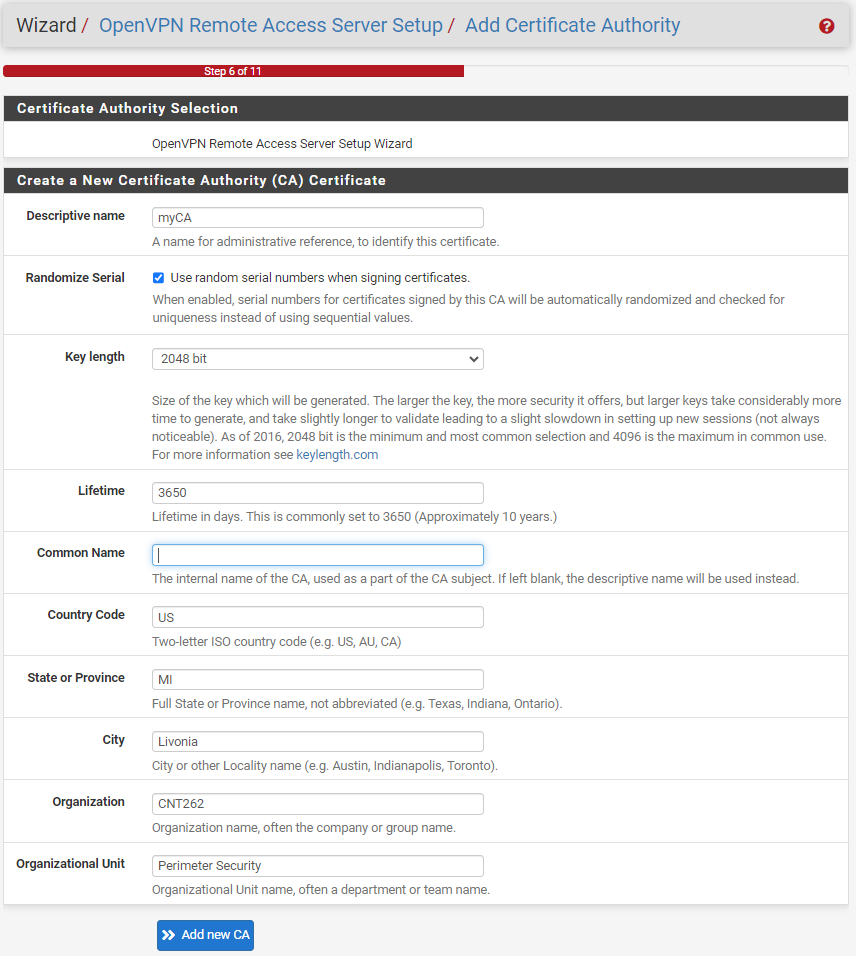 Wizard / OpenVPN Remote Access Server Setup / Add Certificate Authority
Step 6 of 11
Certificate Authority Selection
OpenVPN Remote Access Server Setup Wizard
Create a New Certificate Authority (CA) Certificate
Descriptive name
myCA
A name for administrative reference, to identify this certificate.
Randomize Serial
Use random serial numbers when signing certificates.
When enabled, serial numbers for certificates signed by this CA will be automatically randomized and checked for
uniqueness instead of using sequential values.
Key length
2048 bit
Size of the key which will be generated. The larger the key, the more security it offers, but larger keys take considerably more
time to generate, and take slightly longer to validate leading to a slight slowdown in setting up new sessions (not always
noticeable). As of 2016, 2048 bit is the minimum and most common selection and 4096 is the maximum in common use.
For more information see keylength.com
Lifetime
3650
Lifetime in days. This is commonly set to 3650 (Approximately 10 years.)
Common Name
The internal name of the CA, used as a part of the CA subject. If left blank, the descriptive name will be used instead.
Country Code
US
Two-letter ISO country code (e.g. US, AU, CA)
State or Province
MI
Full State or Province name, not abbreviated (e.g. Texas, Indiana, Ontario).
City
Livonia
City or other Locality name (e.g. Austin, Indianapolis, Toronto).
Organization
CNT262
Organization name, often the company or group name.
Organizational Unit
Perimeter Security
Organizational Unit name, often a department or team name.
Add new CA